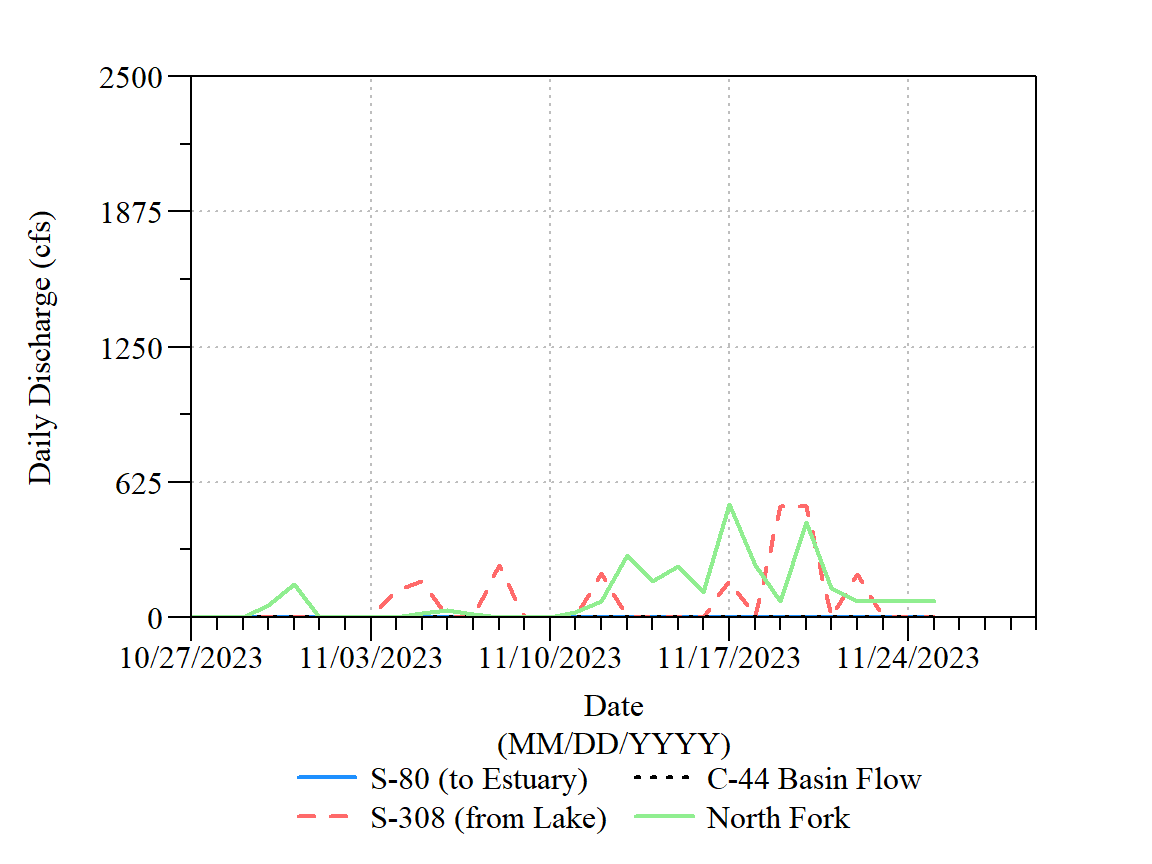 2500
1875
1250
625
0
Daily Discharge (cfs)
10/27/2023 11/03/2023 11/10/2023 11/17/2023 11/24/2023
Date
(MM/DD/YYYY)
S-80 (to Estuary) C-44 Basin Flow
S-308 (from Lake) North Fork